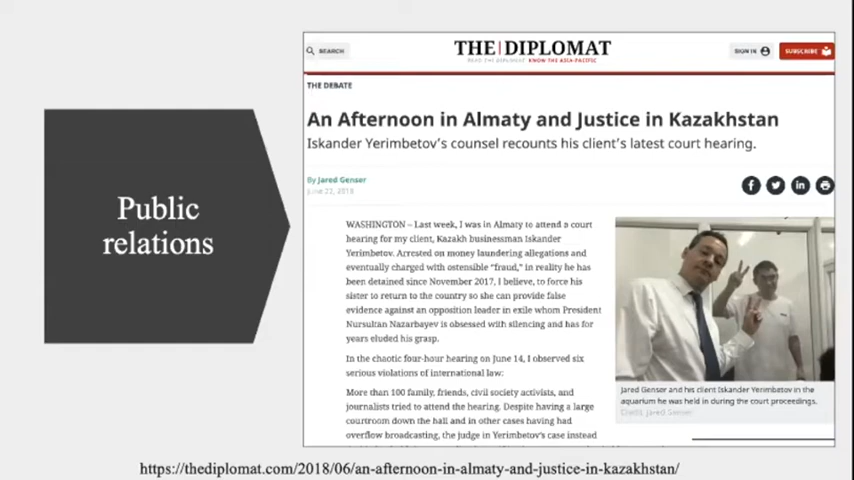 Public
relations
SEARCH
THE|DIPLOMAT
READ THE DIPLOMAT, KNOW THE ASIA-PACIFIC
SIGN IN
SUBSCRIBE
THE DEBATE
An Afternoon in Almaty and Justice in Kazakhstan
Iskander Yerimbetov's counsel recounts his client's latest court hearing.
By Jared Genser
June 22, 2018
WASHINGTON – Last week, I was in Almaty to attend a court
hearing for my client, Kazakh businessman Iskander
Yerimbetov. Arrested on money laundering allegations and
eventually charged with ostensible “fraud,” in reality he has
been detained since November 2017, I believe, to force his
sister to return to the country so she can provide false
evidence against an opposition leader in exile whom President
Nursultan Nazarbayev is obsessed with silencing and has for
years eluded his grasp.
In the chaotic four-hour hearing on June 14, I observed six
serious violations of international law:
More than 100 family, friends, civil society activists, and
journalists tried to attend the hearing. Despite having a large
courtroom down the hall and in other cases having had
overflow broadcasting, the judge in Yerimbetov's case instead
Jared Genser and his client Iskander Yerimbetov in the
aquarium he was held in during the court proceedings.
Credit: Jared Genser
https://thediplomat.com/2018/06/an-afternoon-in-almaty-and-justice-in-kazakhstan/